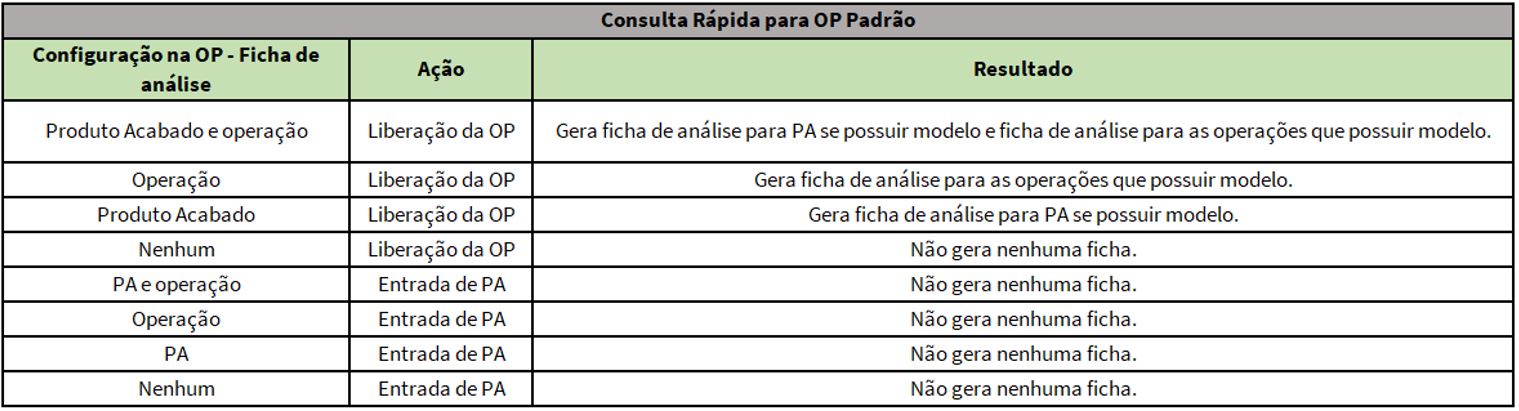 Consulta Rápida para OP Padrão
Configuração na OP - Ficha de
análise
Ação
Resultado
Produto Acabado e operação
Liberação da OP
Gera ficha de análise para PA se possuir modelo e ficha de análise para as operações que possuir modelo.
Operação
Liberação da OP
Gera ficha de análise para as operações que possuir modelo.
Produto Acabado
Liberação da OP
Gera ficha de análise para PA se possuir modelo.
Nenhum
Liberação da OP
Não gera nenhuma ficha.
PA e operação
Entrada de PA
Não gera nenhuma ficha.
Operação
Entrada de PA
Não gera nenhuma ficha.
PA
Entrada de PA
Não gera nenhuma ficha.
Nenhum
Entrada de PA
Não gera nenhuma ficha.